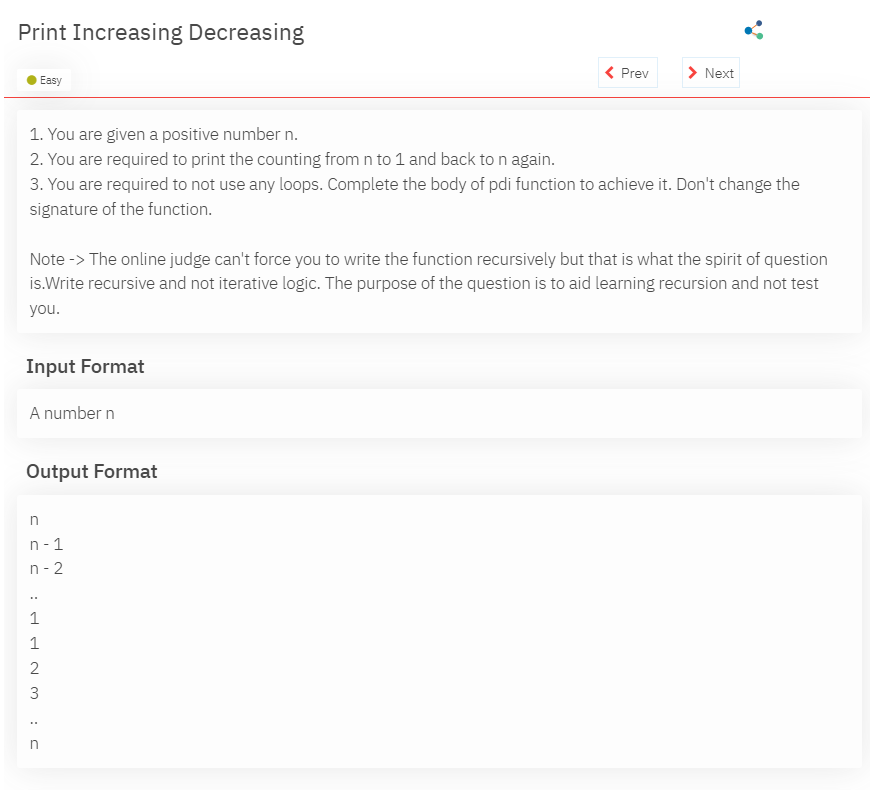 Print Increasing Decreasing
Easy
Prev
Next
1. You are given a positive number n.
2. You are required to print the counting from n to 1 and back to n again.
3. You are required to not use any loops. Complete the body of pdi function to achieve it. Don't change the
signature of the function.
Note -> The online judge can't force you to write the function recursively but that is what the spirit of question
is.Write recursive and not iterative logic. The purpose of the question is to aid learning recursion and not test
you.
Input Format
A number n
Output Format
n
n - 1
n - 2
..
1
1
2
3
..
n